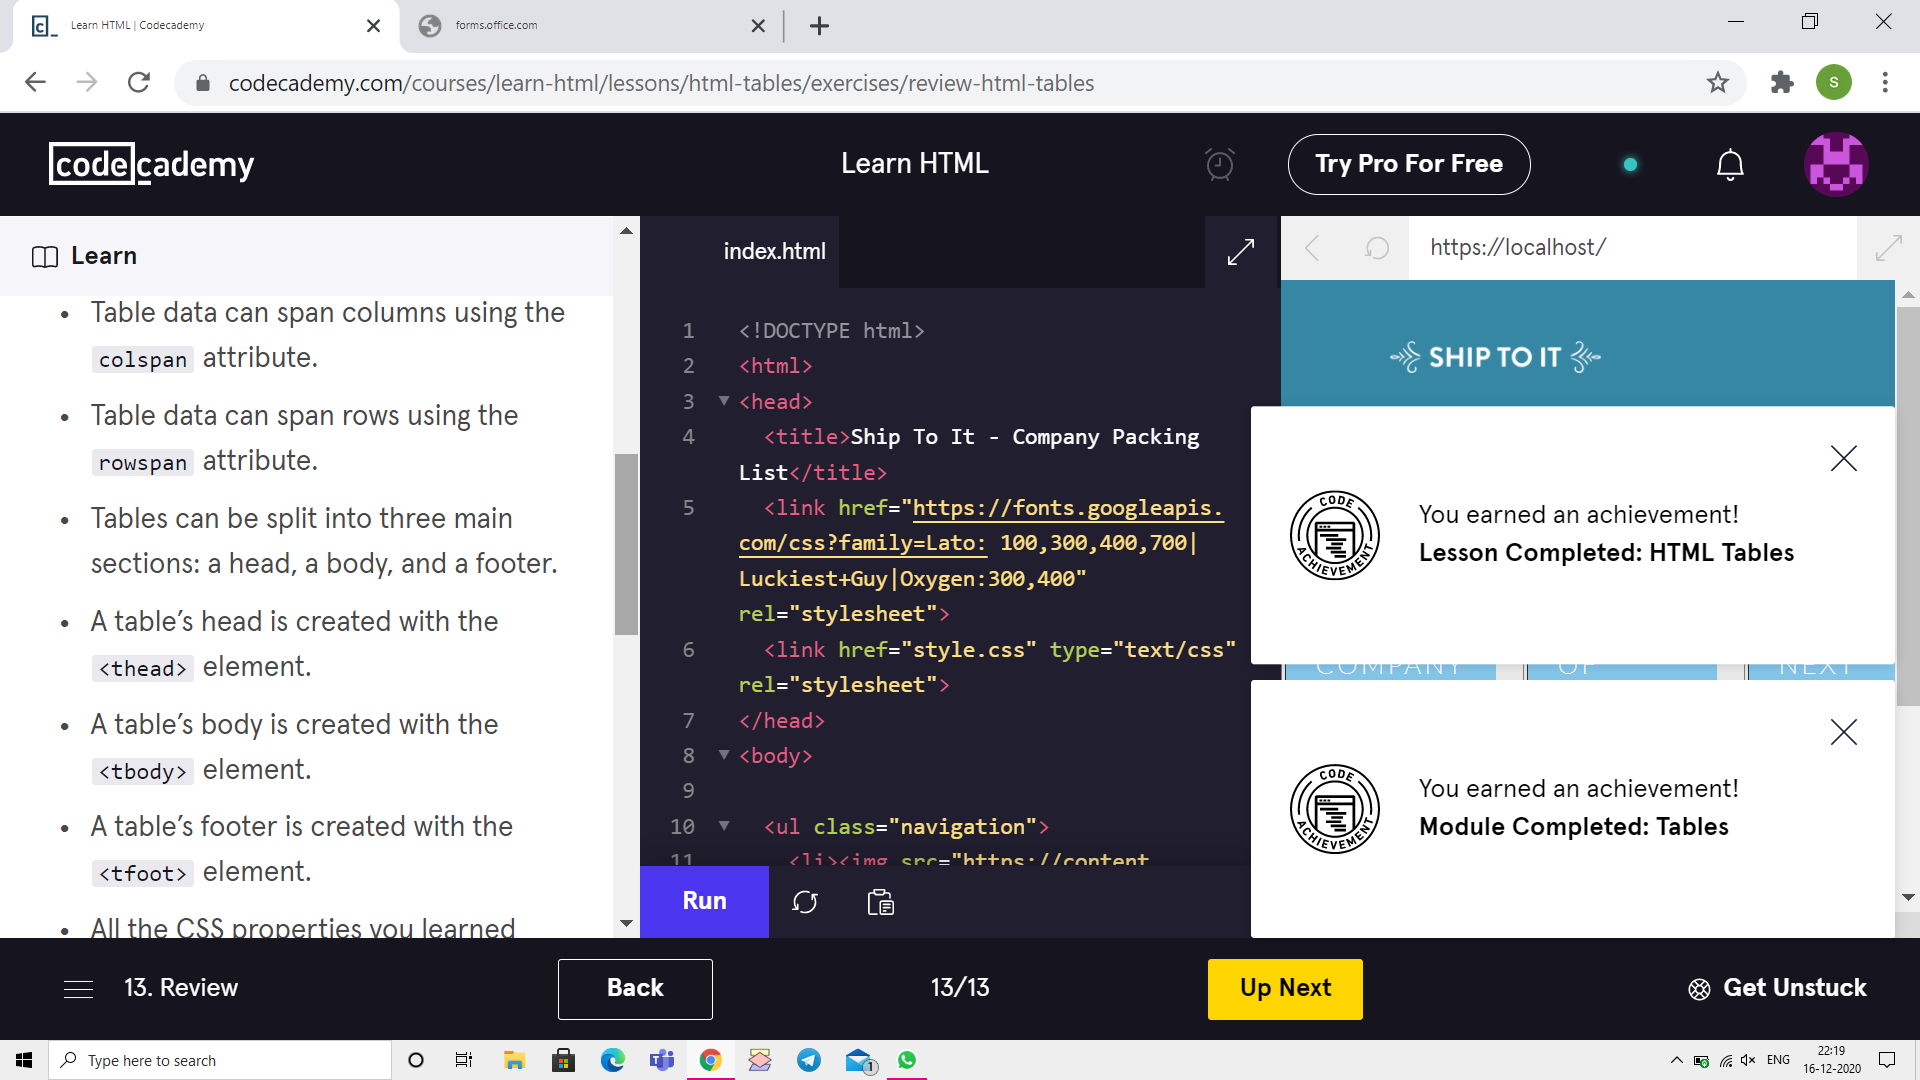 Learn HTML | Codecademy
forms.office.com
codecademy.com/courses/learn-html/lessons/html-tables/exercises/review-html-tables
S
codecademy
Learn HTML
Try Pro For Free
Learn
Table data can span columns using the
colspan attribute.
Table data can span rows using the
rowspan attribute.
Tables can be split into three main
sections: a head, a body, and a footer.
A table’s head is created with the
<thead> element.
A table’s body is created with the
<tbody> element.
A table’s footer is created with the
<tfoot> element.
All the CSS properties you learned
index.html
1 <!DOCTYPE html>
2 <html>
3 <head>
4 <title>Ship To It - Company Packing
List</title>
5 <link href="https://fonts.googleapis.
com/css?family=Lato: 100,300,400,700|
Luckiest+Guy|Oxygen:300,400"
rel="stylesheet">
6 <link href="style.css" type="text/css"
rel="stylesheet">
7 </head>
8 <body>
9
10 <ul class="navigation">
11 <li><img src="https://content
Run
https://localhost/
SHIP TO IT
CODE ACHIEVEMENT
You earned an achievement!
Lesson Completed: HTML Tables
COMPANY OF NEXT
CODE ACHIEVEMENT
You earned an achievement!
Module Completed: Tables
13. Review
Back
13/13
Up Next
Get Unstuck
Type here to search
1
ENG
22:19
16-12-2020